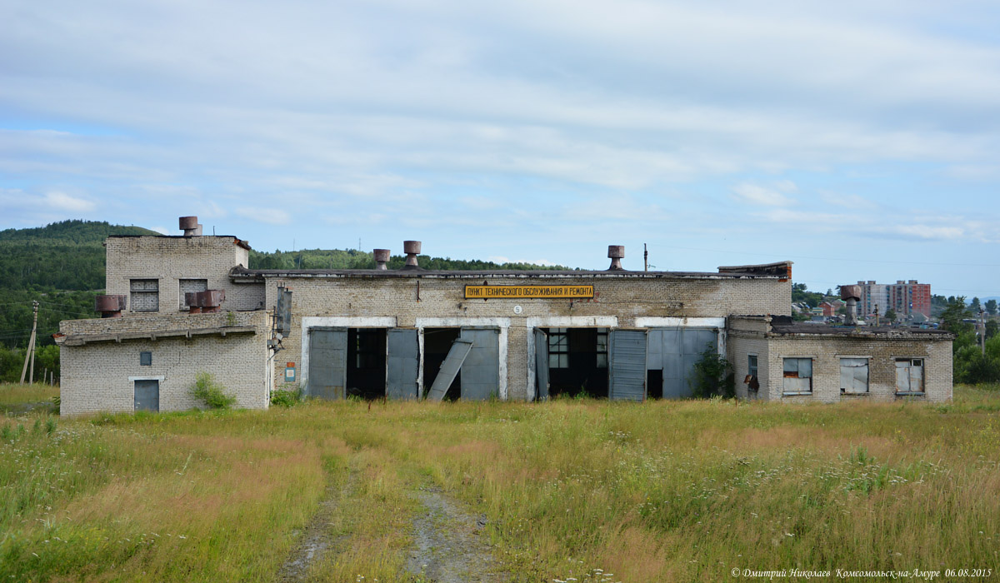 ПУНКТ ТЕХНИЧЕСКОГО ОБСЛУЖИВАНИЯ И РЕМОНТА
5
© Дмитрий Николаев Комсомольск-на-Амуре 06.08.2015